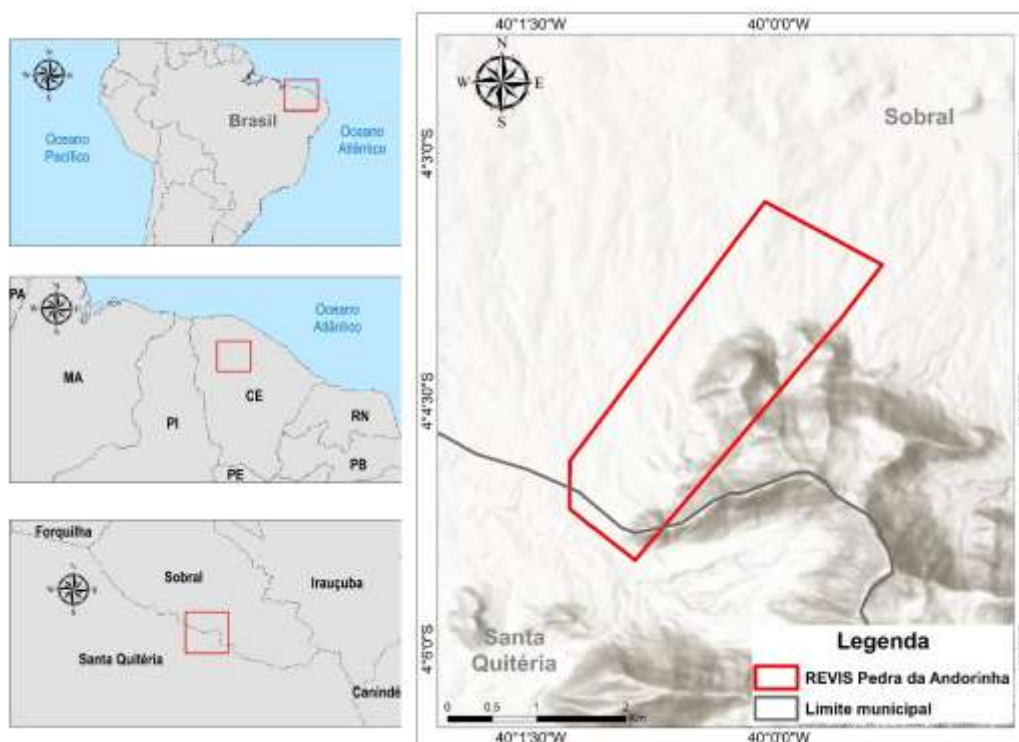 N
W
E
S
Brasil
Oceano
Pacífico
Oceano
Atlântico
PA
Oceano
Atlântico
MA
CE
PI
RN
PB
PE
Forquilha
Sobral
Irauçuba
Santa Quitéria
Canindé
40°1'30"W
40°0'0"W
N
W
E
S
Sobral
4°3'0"S
4°4'30"S
4°6'0"S
Santa
Quitéria
Legenda
REVIS Pedra da Andorinha
Limite municipal
0
0.5
1
2
Km
40°1'30"W
40°0'0"W